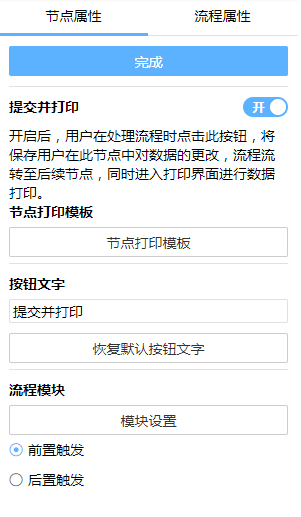 节点属性
流程属性
完成
提交并打印
开
开启后，用户在处理流程时点击此按钮，将
保存用户在此节点中对数据的更改，流程流
转至后续节点，同时进入打印界面进行数据
打印。
节点打印模板
节点打印模板
按钮文字
提交并打印
恢复默认按钮文字
流程模块
模块设置
前置触发
后置触发